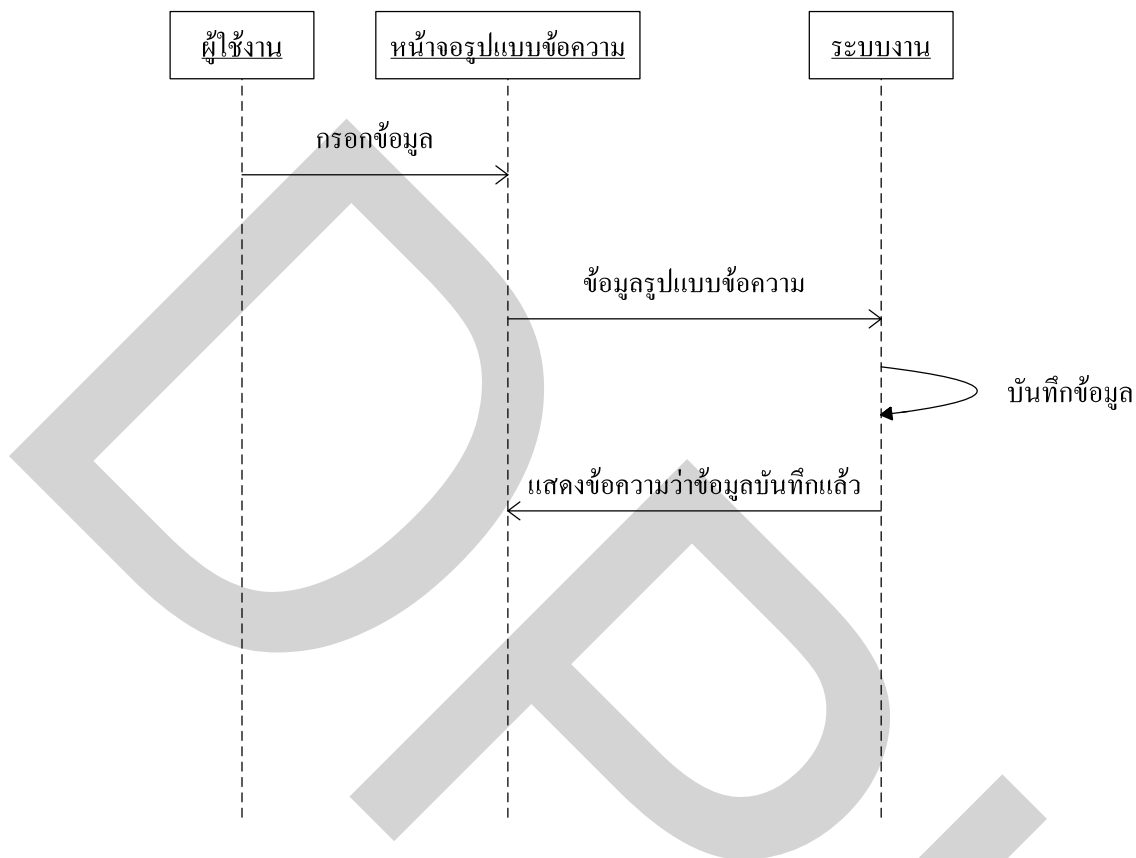 ผู้ใช้งาน
หน้าจอรูปแบบข้อความ
ระบบงาน
กรอกข้อมูล
ข้อมูลรูปแบบข้อความ
บันทึกข้อมูล
แสดงข้อความว่าข้อมูลบันทึกแล้ว
DP